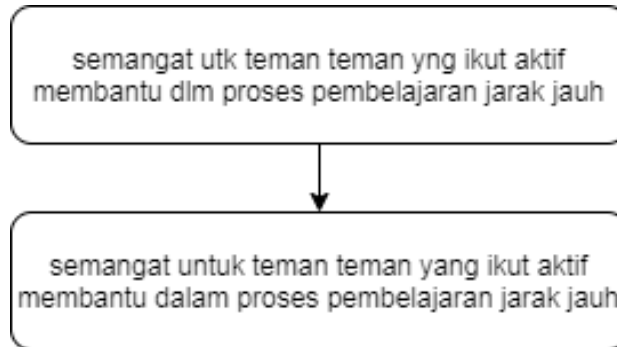 semangat utk teman teman yng ikut aktif
membantu dlm proses pembelajaran jarak jauh
semangat untuk teman teman yang ikut aktif
membantu dalam proses pembelajaran jarak jauh